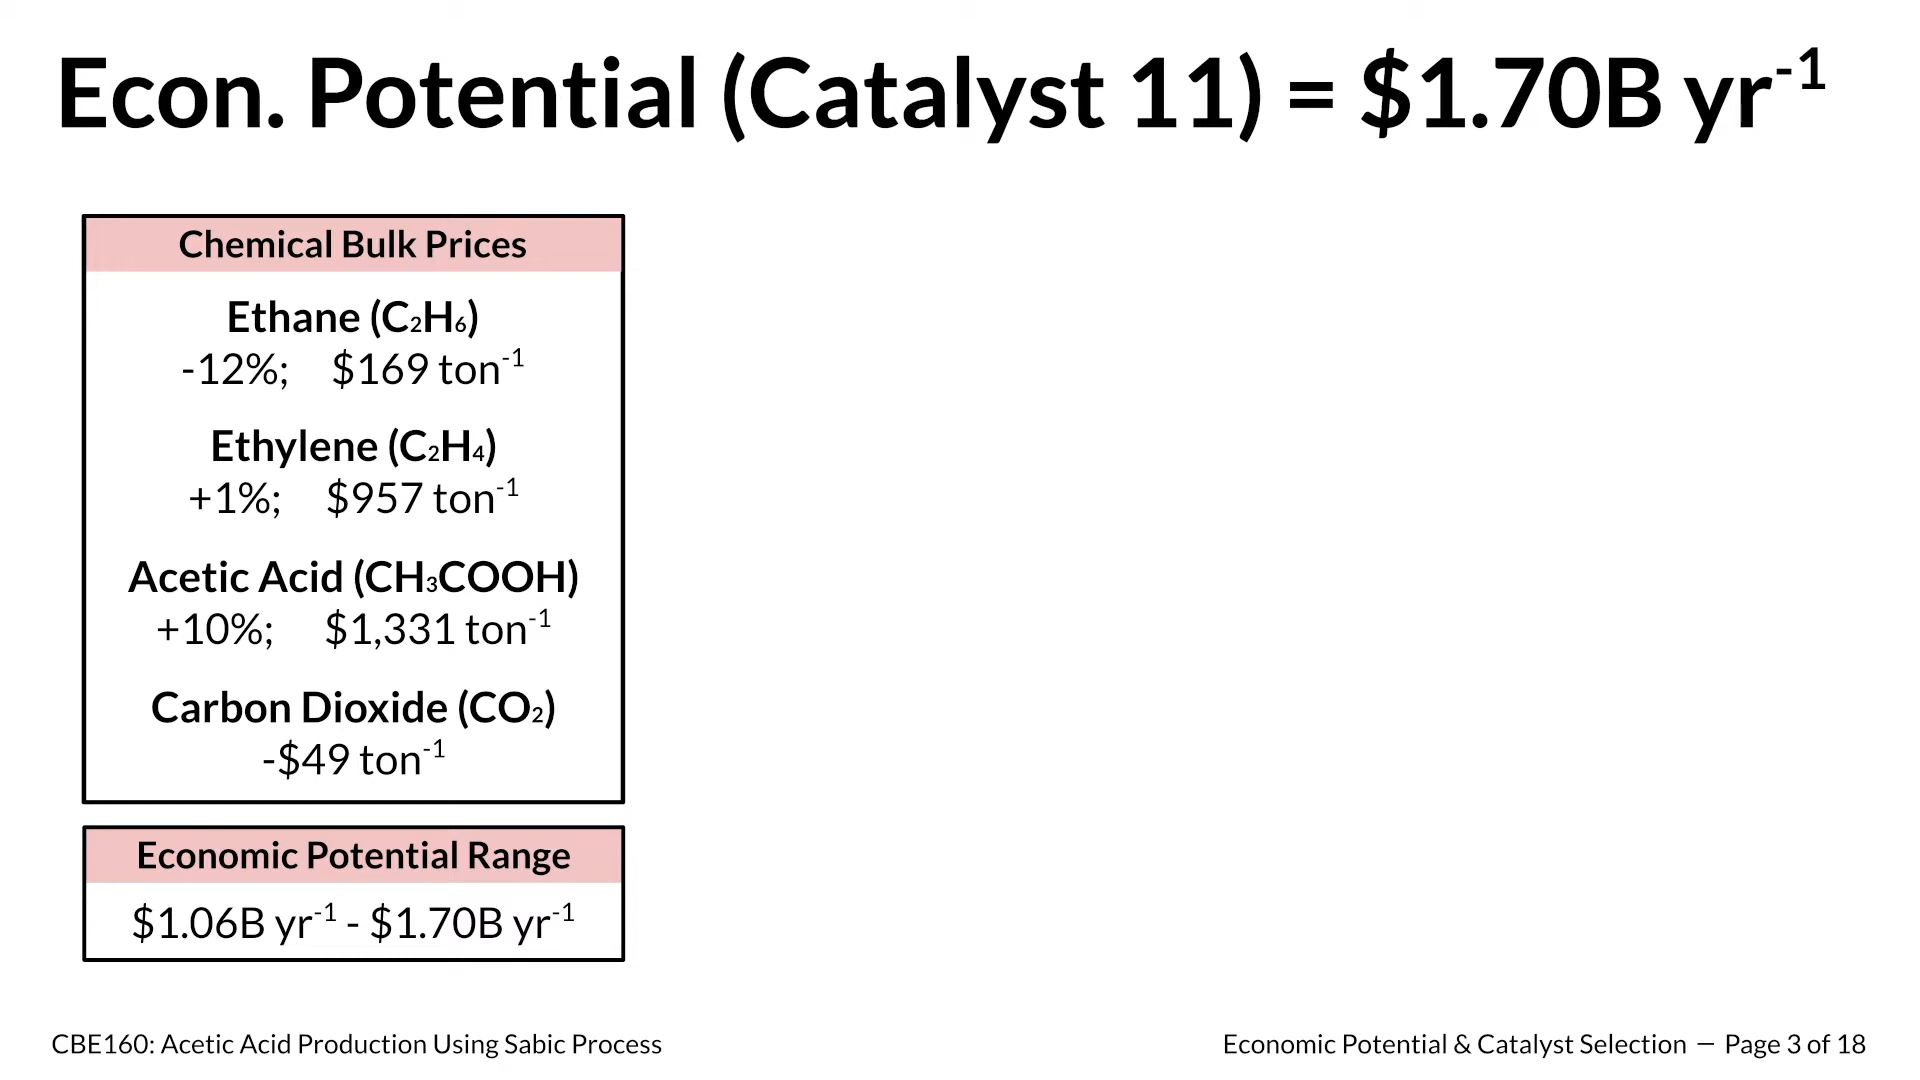 Econ. Potential (Catalyst 11) = $1.70B yr⁻¹
Chemical Bulk Prices
Ethane (C₂H₆)
-12%; $169 ton⁻¹
Ethylene (C₂H₄)
+1%; $957 ton⁻¹
Acetic Acid (CH₃COOH)
+10%; $1,331 ton⁻¹
Carbon Dioxide (CO₂)
-$49 ton⁻¹
Economic Potential Range
$1.06B yr⁻¹ - $1.70B yr⁻¹
CBE160: Acetic Acid Production Using Sabic Process
Economic Potential & Catalyst Selection — Page 3 of 18